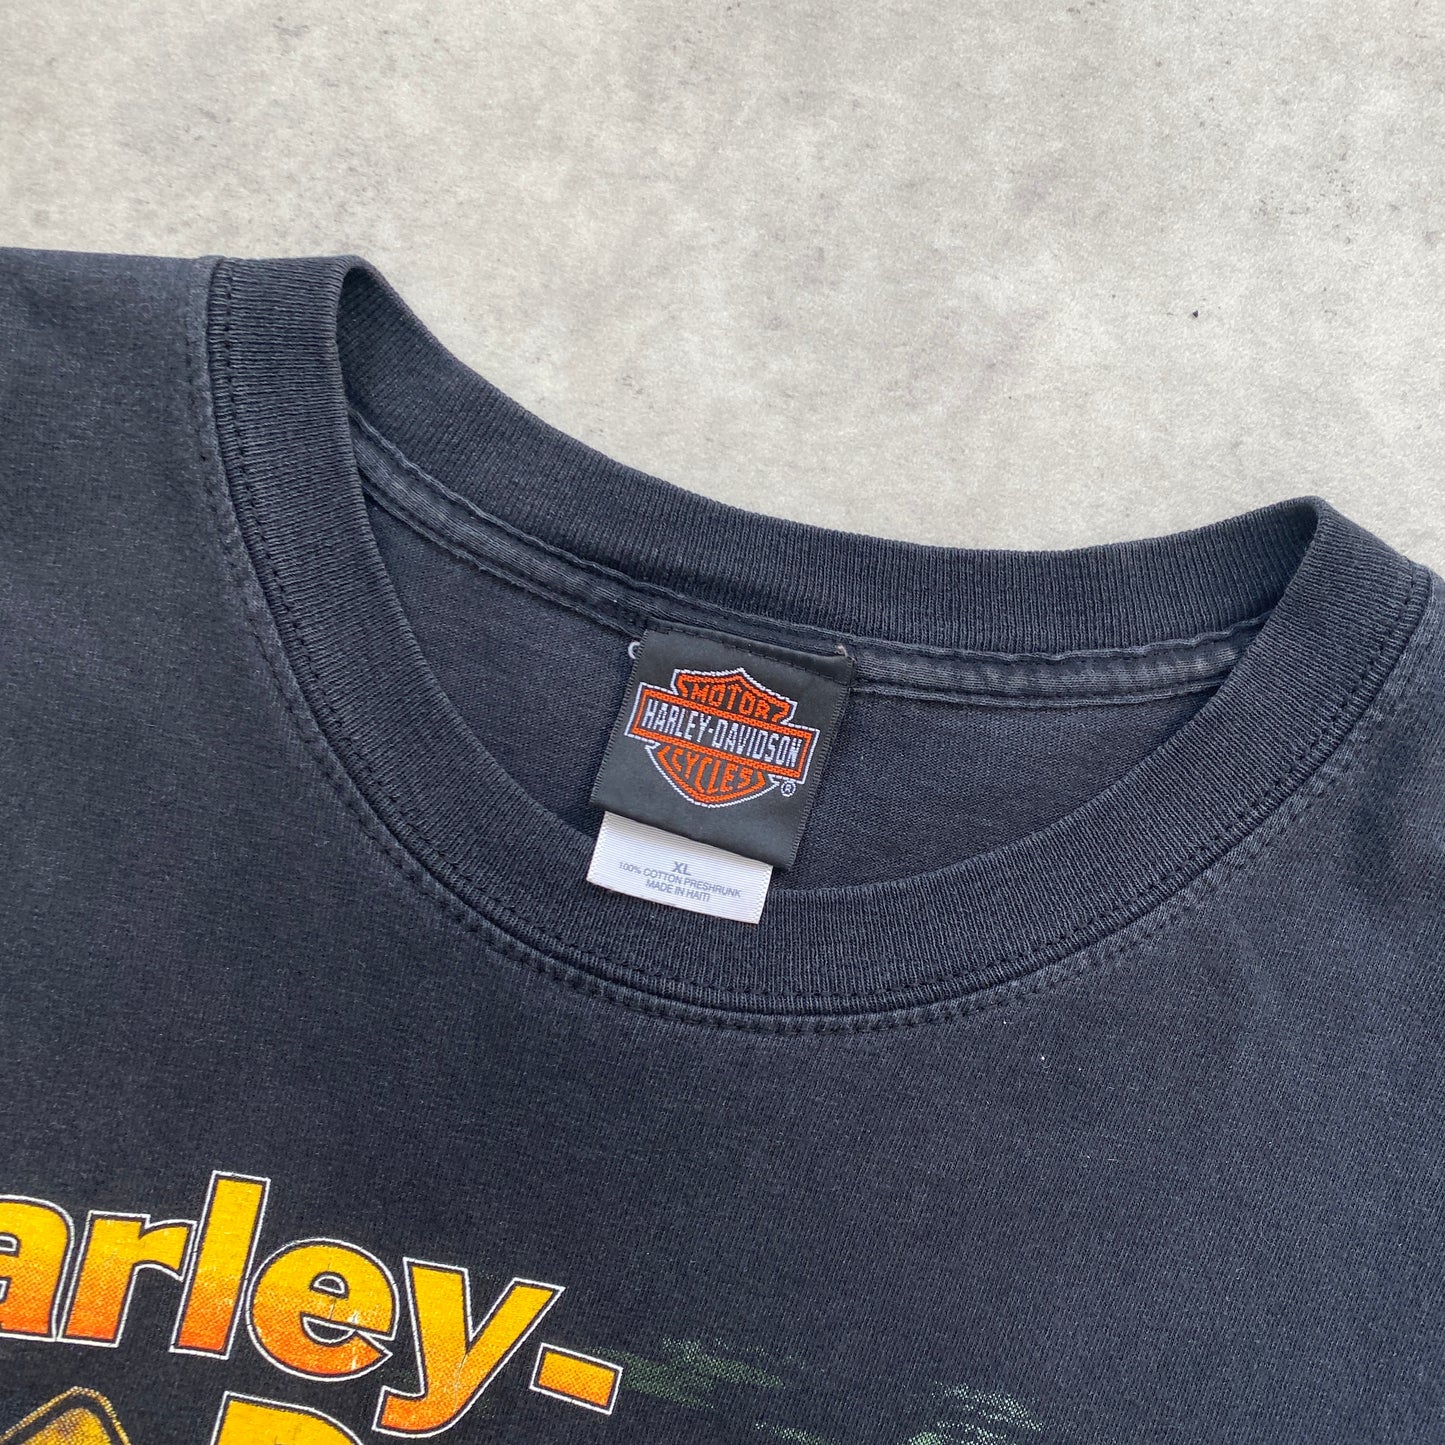 MOTOR
HARLEY-DAVIDSON
CYCLES
®
XL
100% COTTON PRESHRUNK
MADE IN HAITI
arley-
D